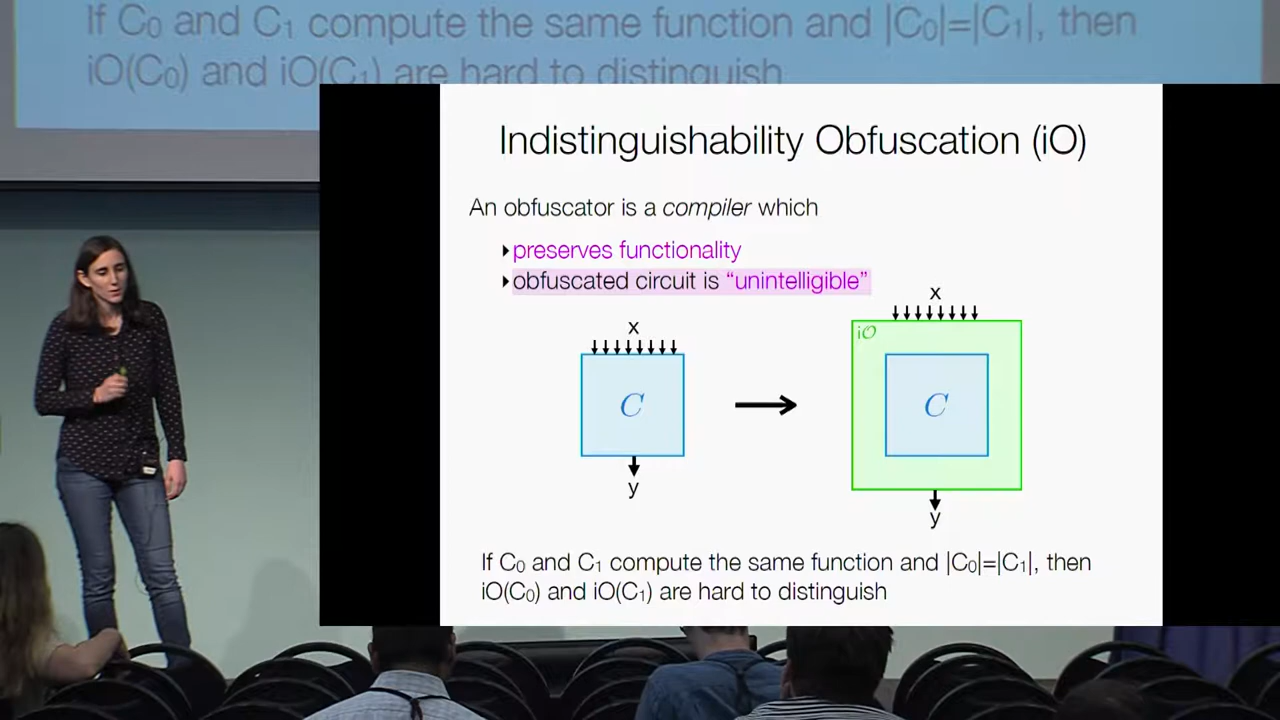 If C₀ and C₁ compute the same function and |C₀|=|C₁|, then
iO(C₀) and iO(C₁) are hard to distinguish
Indistinguishability Obfuscation (iO)
An obfuscator is a compiler which
preserves functionality
obfuscated circuit is “unintelligible”
x
x
iO
C
C
y
y
If C₀ and C₁ compute the same function and |C₀|=|C₁|, then
iO(C₀) and iO(C₁) are hard to distinguish